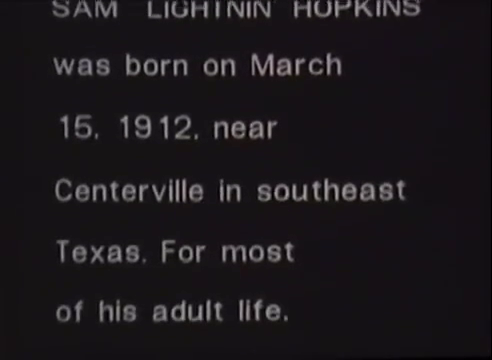 SAM LIGHTNIN' HOPKINS
was born on March
15, 1912, near
Centerville in southeast
Texas. For most
of his adult life,